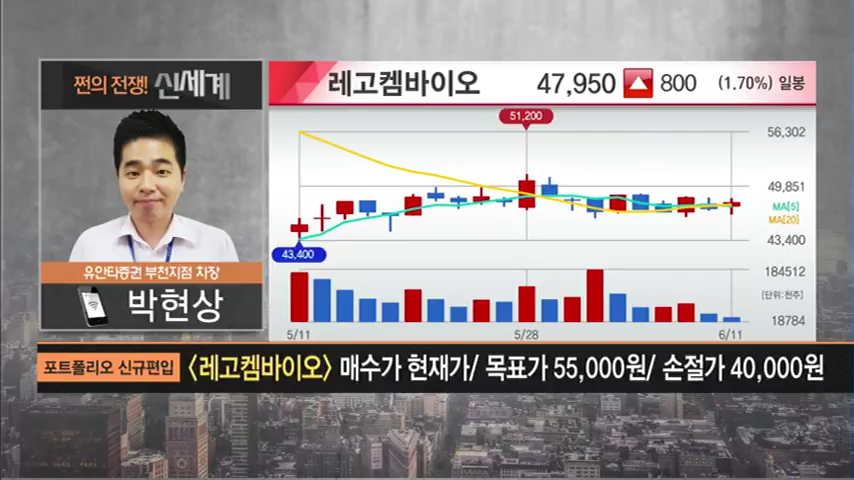 쩐의 전쟁! 신세계
레고켐바이오 47,950 800 (1.70%) 일봉
51,200
56,302
49,851
MA[5]
MA[20]
43,400
43,400
184512
[단위:천주]
18784
5/11 5/28 6/11
유안타증권 부천지점 차장
박현상
포트폴리오 신규편입 〈레고켐바이오〉 매수가 현재가/ 목표가 55,000원/ 손절가 40,000원